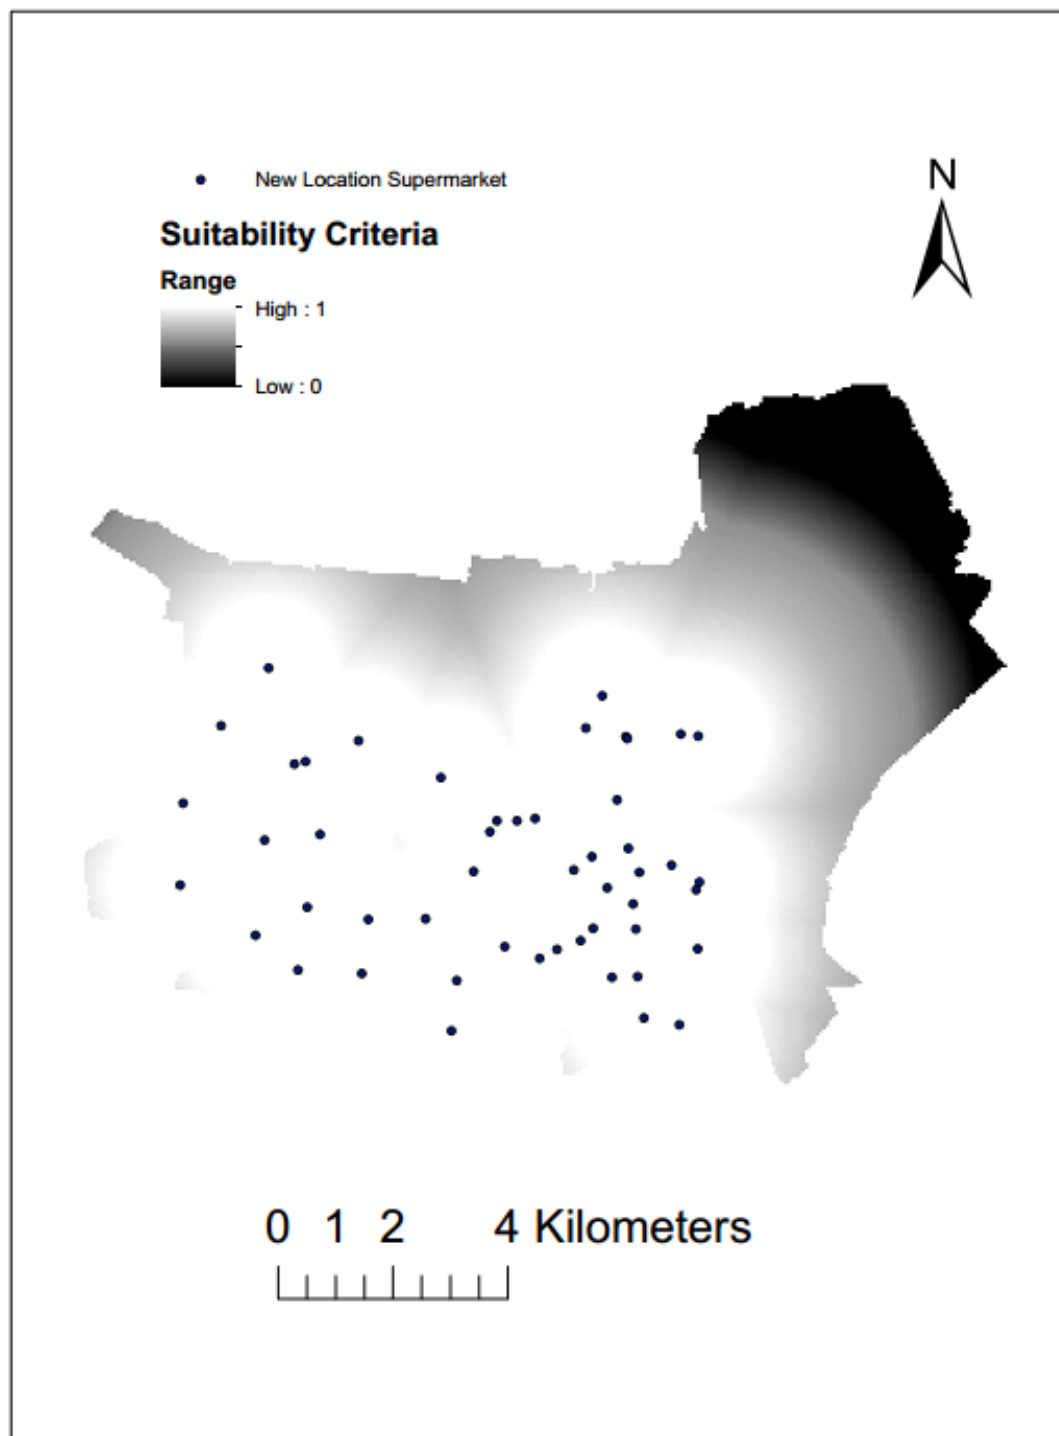 New Location Supermarket
N
Suitability Criteria
Range
High : 1
Low : 0
0 1 2 4 Kilometers